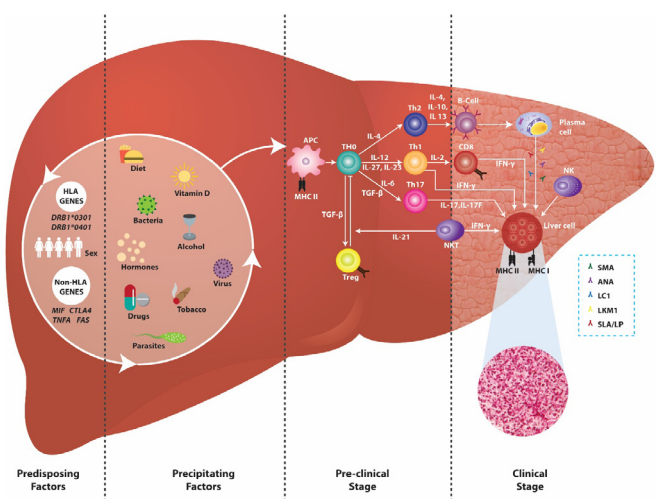 HLA
GENES
DRB1*0301
DRB1*0401
Sex
Non-HLA
GENES
MIF CTLA4
TNFA FAS
Diet
Vitamin D
Bacteria
Alcohol
Hormones
Virus
Drugs
Tobacco
Parasites
APC
MHC II
TH0
IL-4
IL-12
IL-27, IL-23
IL-6
TGF-β
TGF-β
Treg
IL-21
Th2
Th1
Th17
IL-4,
IL-10,
IL 13
IL-2
IFN-γ
IL-17,IL-17F
NKT
IFN-γ
B-Cell
CD8
IFN-γ
Plasma
cell
NK
Liver cell
MHC II
MHC I
SMA
ANA
LC1
LKM1
SLA/LP
Predisposing
Factors
Precipitating
Factors
Pre-clinical
Stage
Clinical
Stage